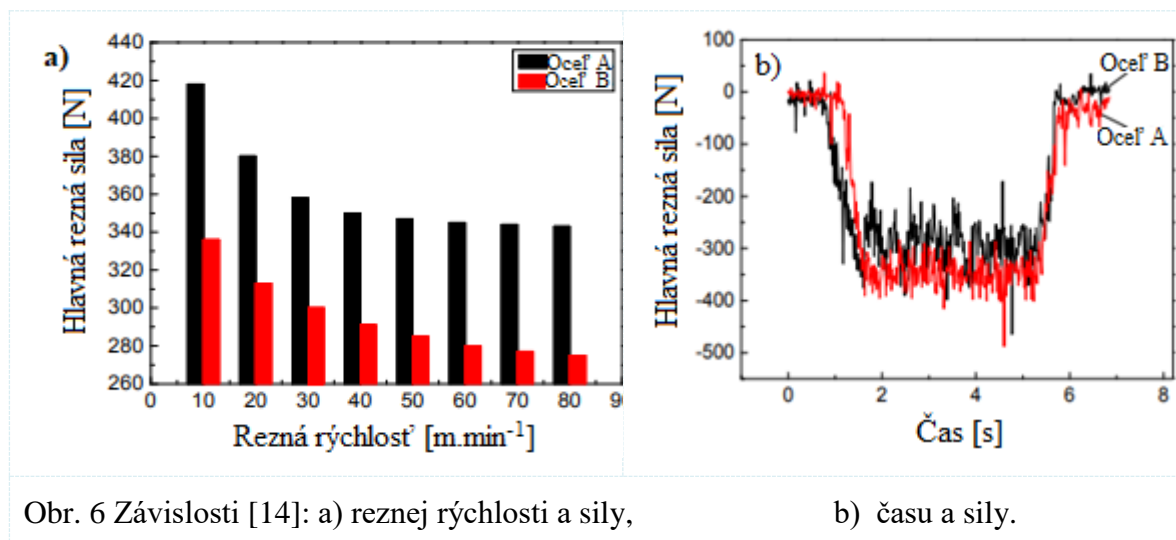 a)
440
420
400
380
360
340
320
300
280
260
Hlavná rezná sila [N]
Oceľ A
Oceľ B
0 10 20 30 40 50 60 70 80 90
Rezná rýchlosť [m.min-1]
b)
100
0
-100
-200
-300
-400
-500
Hlavná rezná sila [N]
Oceľ B
Oceľ A
0 2 4 6 8
Čas [s]
Obr. 6 Závislosti [14]: a) reznej rýchlosti a sily, b) času a sily.